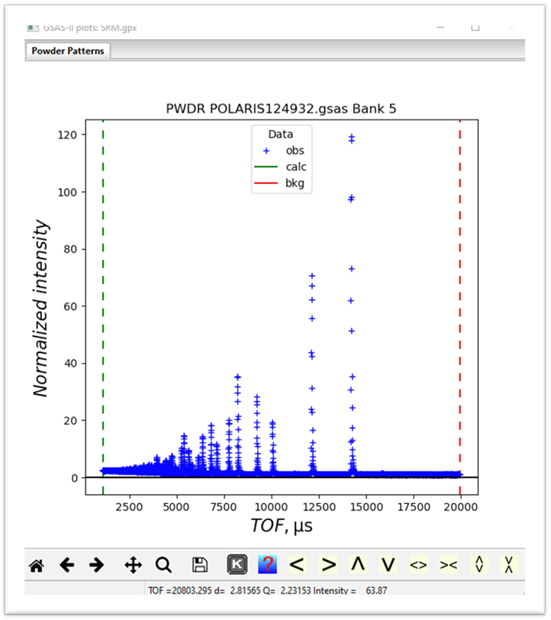 GSAS-II plots: SRM.gpx
Powder Patterns
PWDR POLARIS124932.gsas Bank 5
Data
obs
calc
bkg
120
100
80
60
40
20
0
Normalized intensity
2500 5000 7500 10000 12500 15000 17500 20000
TOF, μs
K ? < > Λ V <> ><
TOF =20803.295 d= 2.81565 Q= 2.23153 Intensity = 63.87